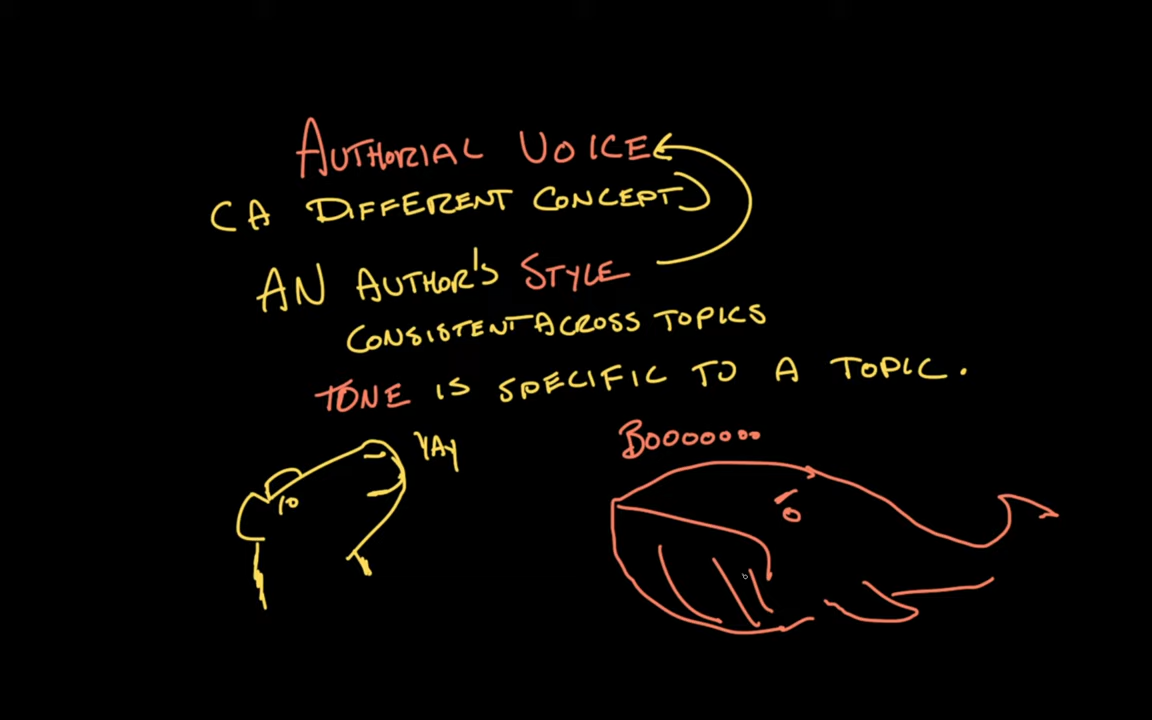 AUTHORIAL VOICE
(A DIFFERENT CONCEPT)
AN AUTHOR'S STYLE
CONSISTENT ACROSS TOPICS
TONE IS SPECIFIC TO A TOPIC.
YAY
BOOOOOOO